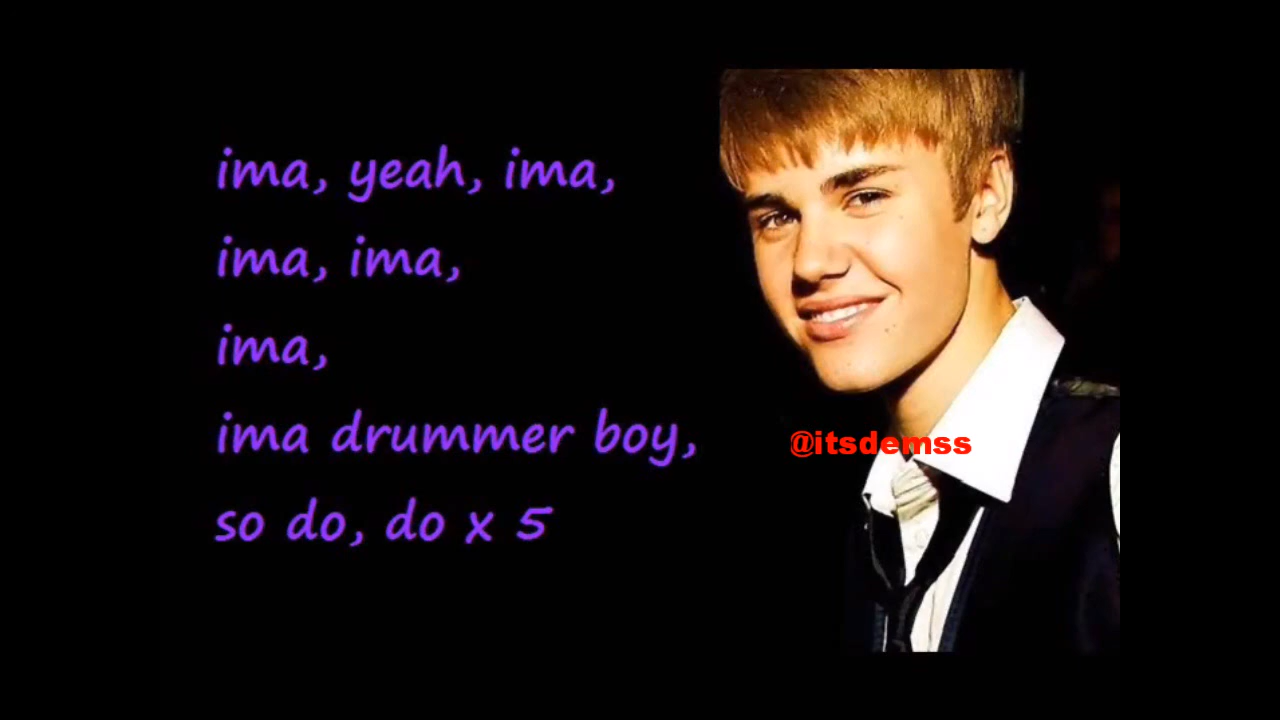 ima, yeah, ima,
ima, ima,
ima,
ima drummer boy,
@itsdemss
so do, do x 5